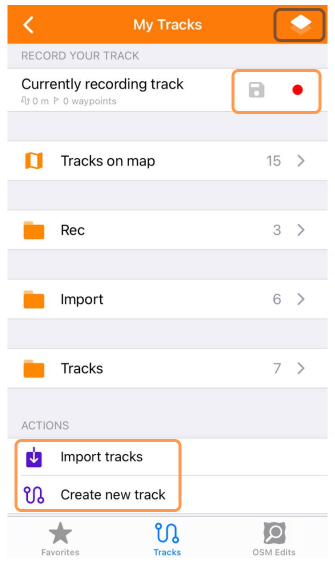 My Tracks
RECORD YOUR TRACK
Currently recording track
0 m 0 waypoints
Tracks on map 15
Rec 3
Import 6
Tracks 7
ACTIONS
Import tracks
Create new track
Favorites Tracks OSM Edits